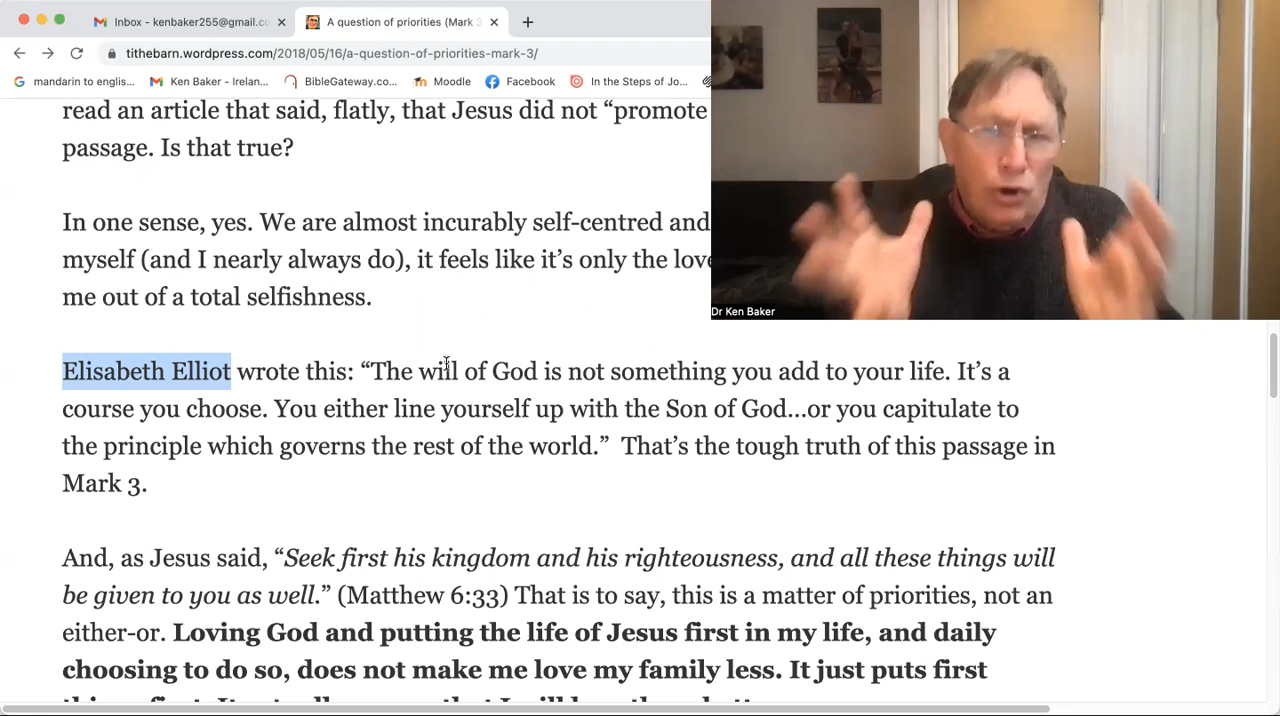 Inbox - kenbaker255@gmail.co
A question of priorities (Mark 3
tithebarn.wordpress.com/2018/05/16/a-question-of-priorities-mark-3/
mandarin to englis...
Ken Baker - Irelan...
BibleGateway.co...
Moodle
Facebook
In the Steps of Jo...
Dr Ken Baker
read an article that said, flatly, that Jesus did not “promote
passage. Is that true?
In one sense, yes. We are almost incurably self-centred and
myself (and I nearly always do), it feels like it’s only the love
me out of a total selfishness.
Elisabeth Elliot wrote this: “The will of God is not something you add to your life. It’s a
course you choose. You either line yourself up with the Son of God…or you capitulate to
the principle which governs the rest of the world.”  That’s the tough truth of this passage in
Mark 3.
And, as Jesus said, “Seek first his kingdom and his righteousness, and all these things will
be given to you as well.” (Matthew 6:33) That is to say, this is a matter of priorities, not an
either-or. Loving God and putting the life of Jesus first in my life, and daily
choosing to do so, does not make me love my family less. It just puts first